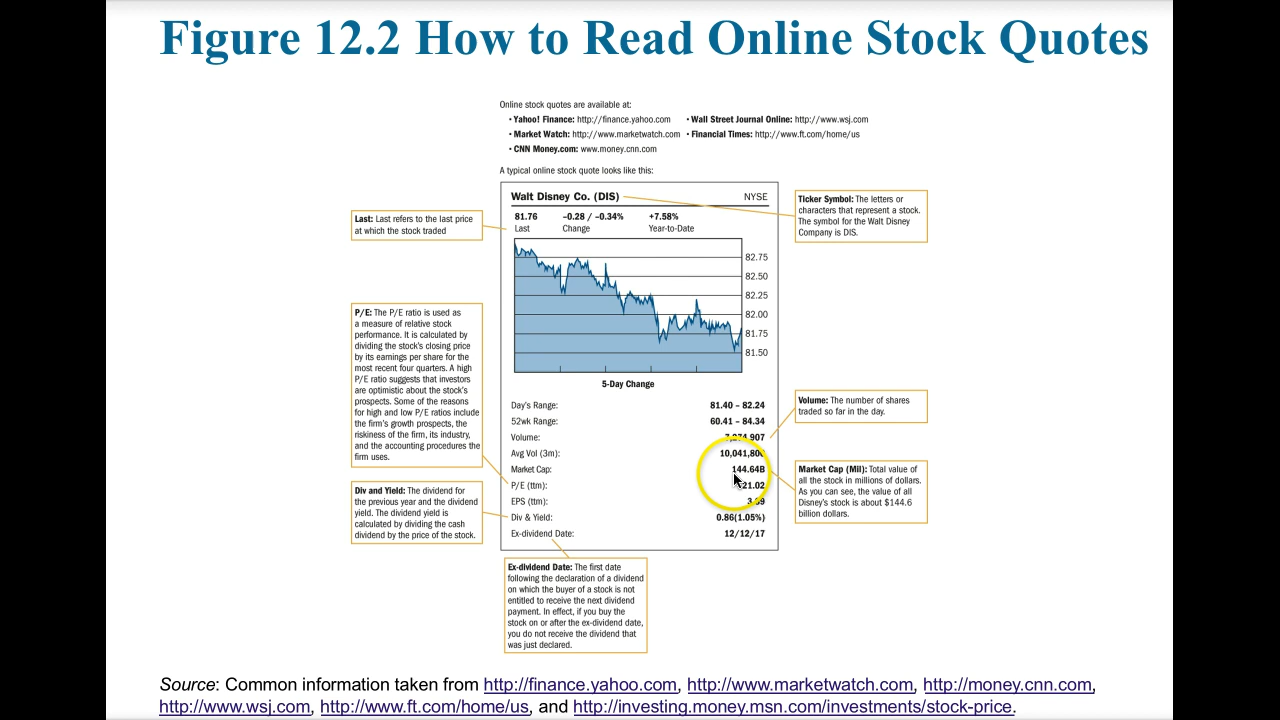 Figure 12.2 How to Read Online Stock Quotes
Online stock quotes are available at:
• Yahoo! Finance: http://finance.yahoo.com
• Wall Street Journal Online: http://www.wsj.com
• Market Watch: http://www.marketwatch.com
• Financial Times: http://www.ft.com/home/us
• CNN Money.com: www.money.cnn.com
A typical online stock quote looks like this:
Walt Disney Co. (DIS) NYSE
81.76 -0.28 / -0.34% +7.58%
Last Change Year-to-Date
82.75
82.50
82.25
82.00
81.75
81.50
5-Day Change
Day's Range: 81.40 – 82.24
52wk Range: 60.41 – 84.34
Volume: 907
Avg Vol (3m): 10,041,800
Market Cap: 144.64B
P/E (ttm): 21.02
EPS (ttm):
Div & Yield: 0.86(1.05%)
Ex-dividend Date: 12/12/17
Last: Last refers to the last price
at which the stock traded
P/E: The P/E ratio is used as
a measure of relative stock
performance. It is calculated by
dividing the stock's closing price
by its earnings per share for the
most recent four quarters. A high
P/E ratio suggests that investors
are optimistic about the stock's
prospects. Some of the reasons
for high and low P/E ratios include
the firm's growth prospects, the
riskiness of the firm, its industry,
and the accounting procedures the
firm uses.
Div and Yield: The dividend for
the previous year and the dividend
yield. The dividend yield is
calculated by dividing the cash
dividend by the price of the stock.
Ticker Symbol: The letters or
characters that represent a stock.
The symbol for the Walt Disney
Company is DIS.
Volume: The number of shares
traded so far in the day.
Market Cap (Mil): Total value of
all the stock in millions of dollars.
As you can see, the value of all
Disney's stock is about $144.6
billion dollars.
Ex-dividend Date: The first date
following the declaration of a dividend
on which the buyer of a stock is not
entitled to receive the next dividend
payment. In effect, if you buy the
stock on or after the ex-dividend date,
you do not receive the dividend that
was just declared.
Source: Common information taken from http://finance.yahoo.com, http://www.marketwatch.com, http://money.cnn.com,
http://www.wsj.com, http://www.ft.com/home/us, and http://investing.money.msn.com/investments/stock-price.